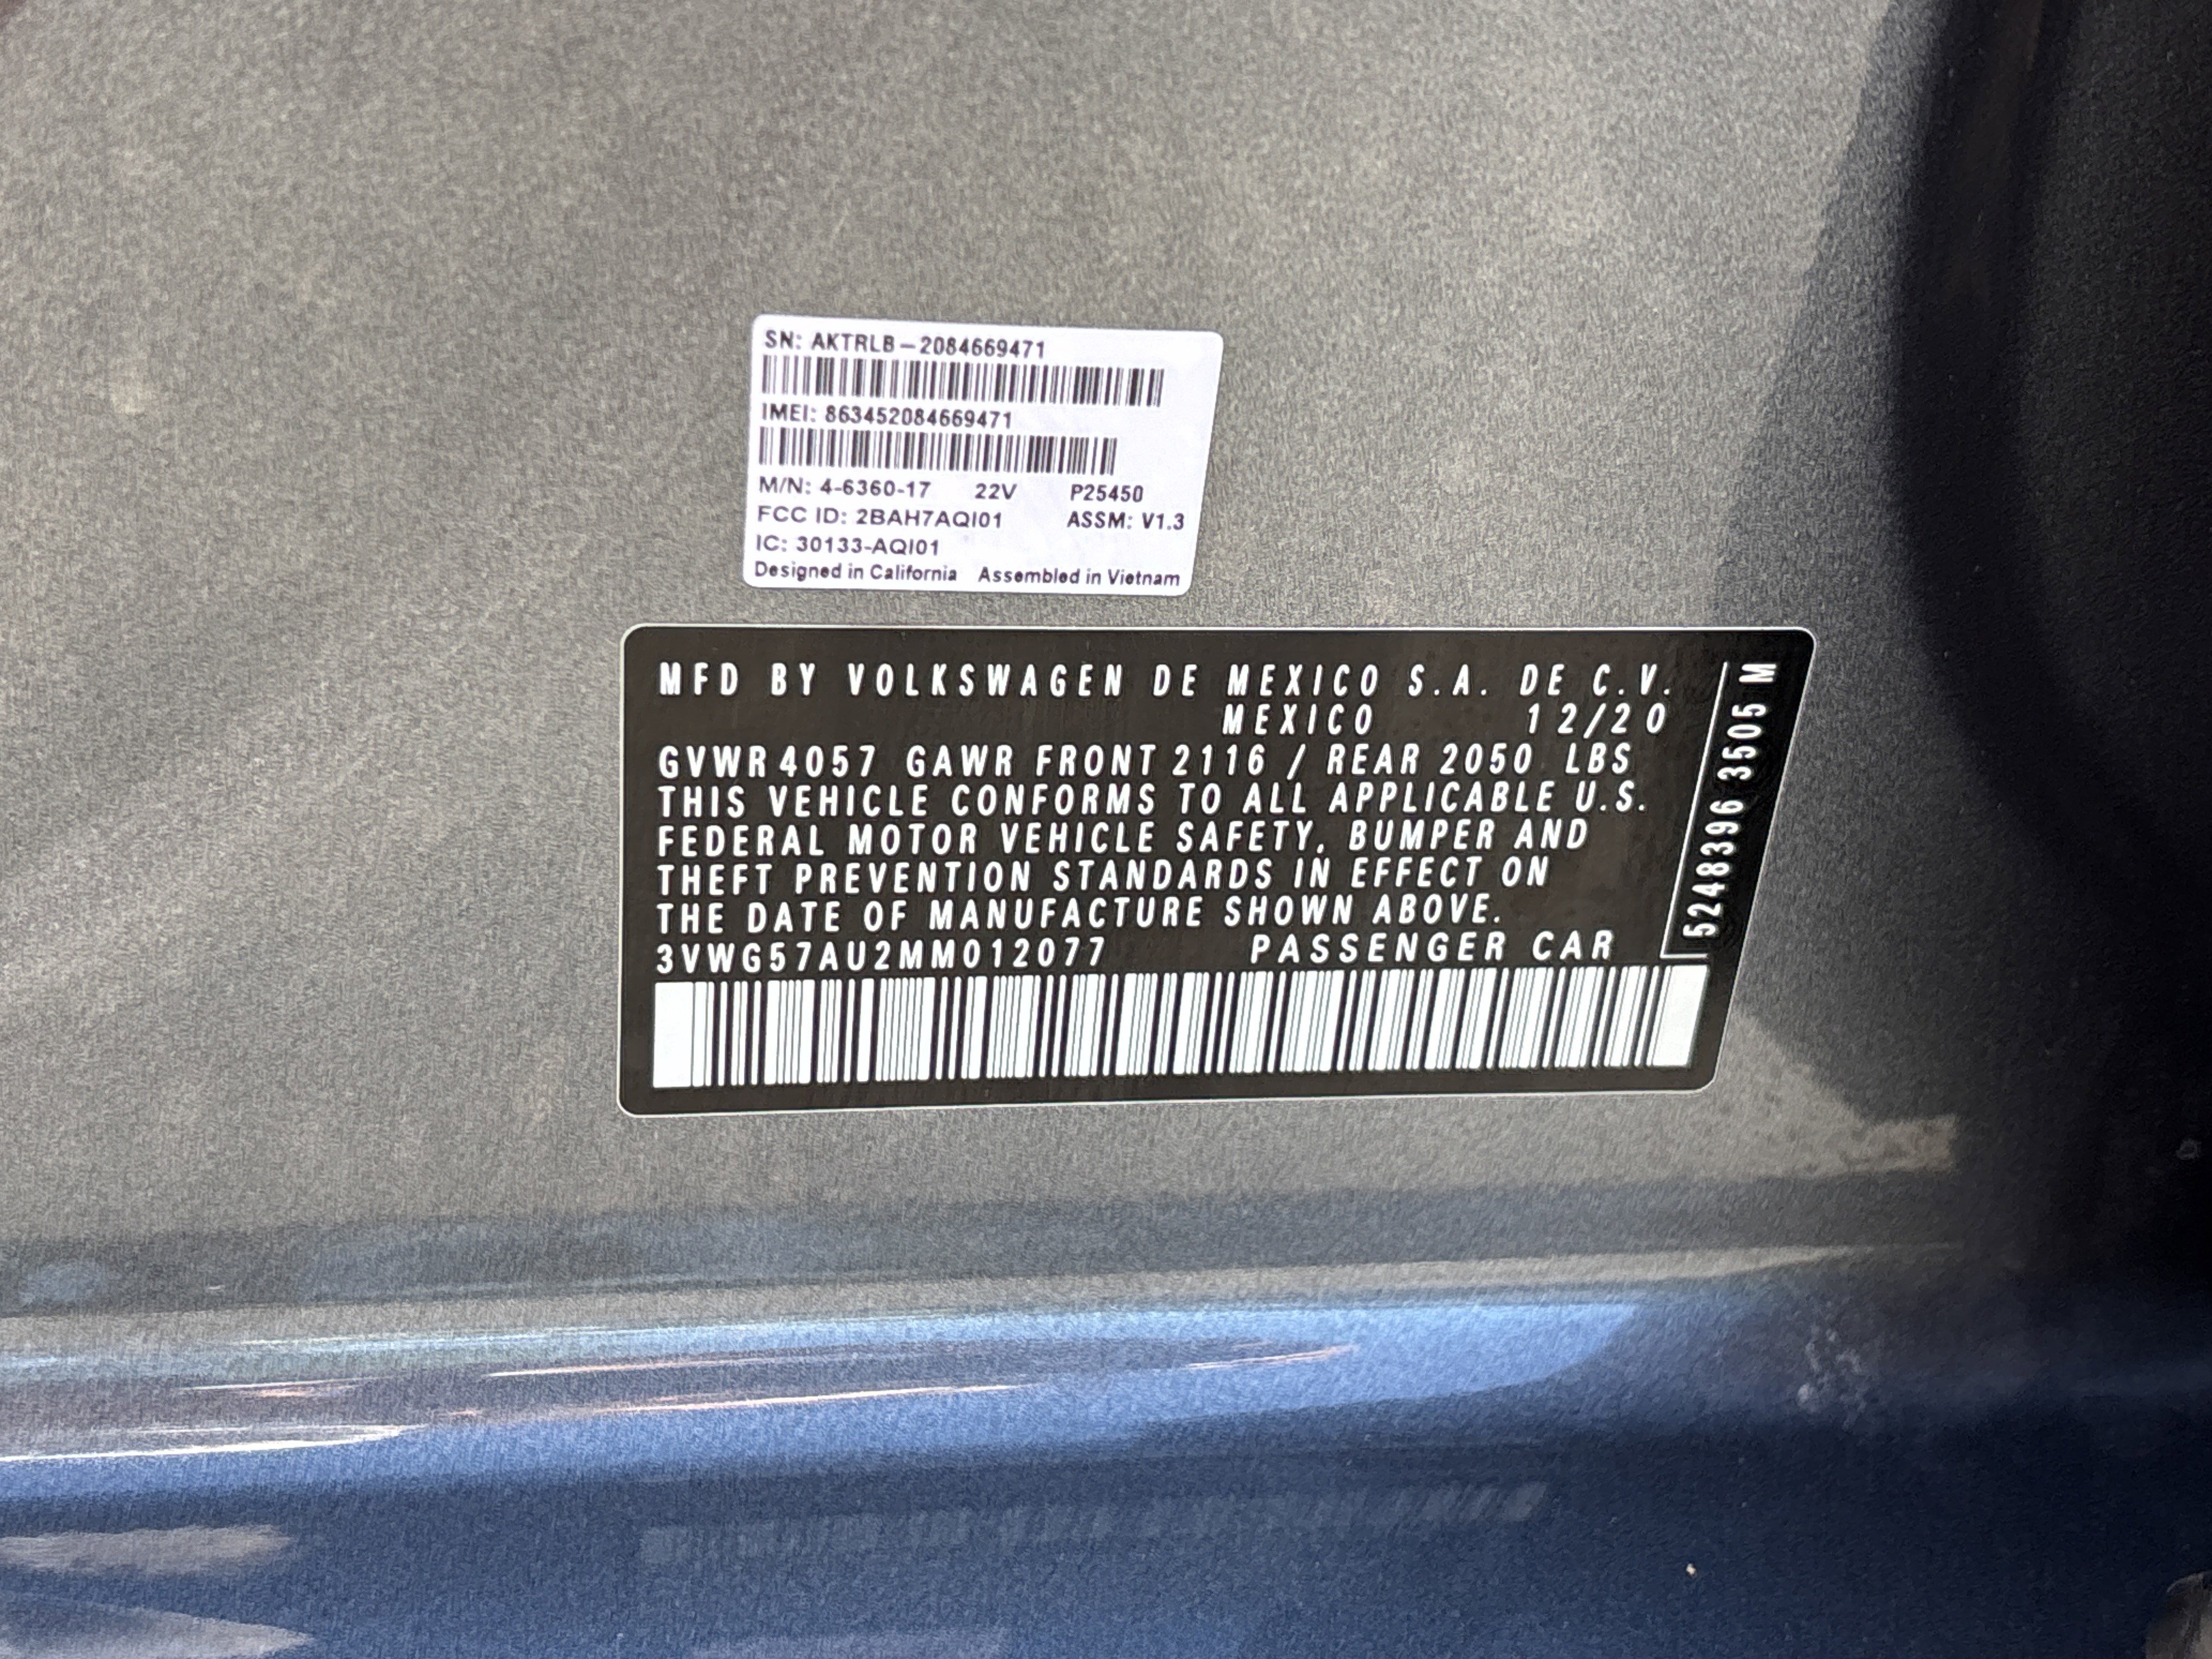 SN: AKTRLB-2084669471
IMEI: 863452084669471
M/N: 4-6360-17 22V P25450
FCC ID: 2BAH7AQI01 ASSM: V1.3
IC: 30133-AQI01
Designed in California Assembled in Vietnam
MFD BY VOLKSWAGEN DE MEXICO S.A. DE C.V.
MEXICO 12/20
GVWR 4057 GAWR FRONT 2116 / REAR 2050 LBS
THIS VEHICLE CONFORMS TO ALL APPLICABLE U.S.
FEDERAL MOTOR VEHICLE SAFETY, BUMPER AND
THEFT PREVENTION STANDARDS IN EFFECT ON
THE DATE OF MANUFACTURE SHOWN ABOVE.
3VWG57AU2MM012077 PASSENGER CAR
52483396 3505 M